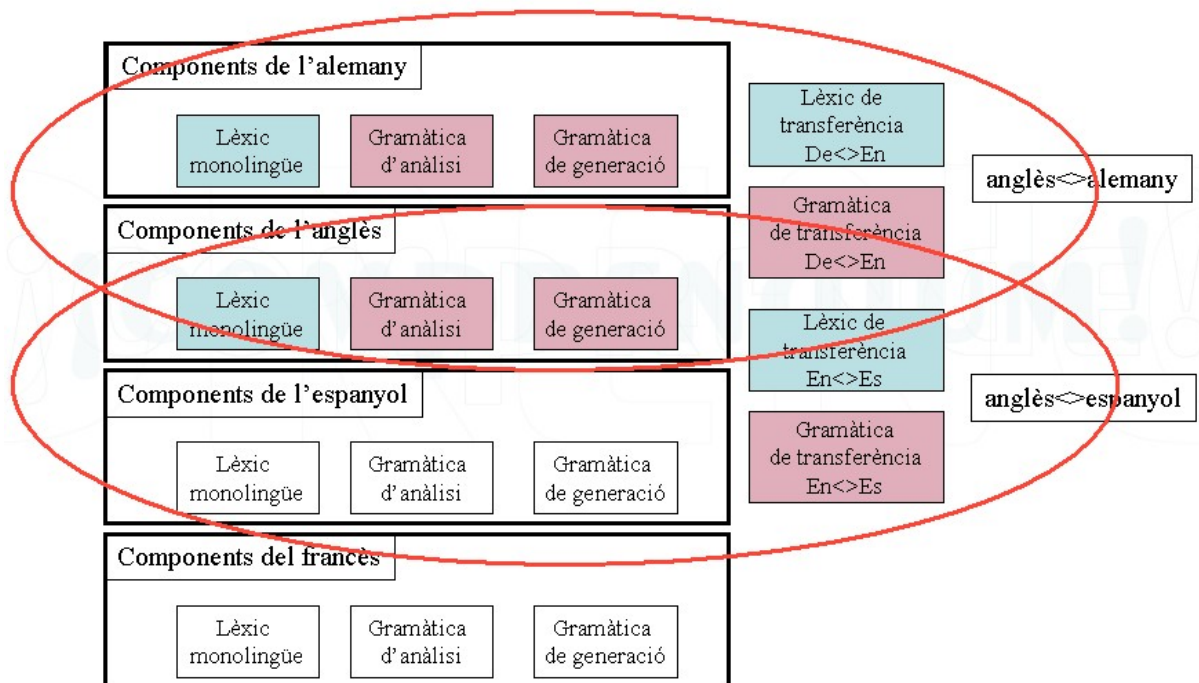 Components de l'alemany
Lèxic
monolingüe
Gramàtica
d'anàlisi
Gramàtica
de generació
Components de l'anglès
Lèxic
monolingüe
Gramàtica
d'anàlisi
Gramàtica
de generació
Components de l'espanyol
Lèxic
monolingüe
Gramàtica
d'anàlisi
Gramàtica
de generació
Components del francès
Lèxic
monolingüe
Gramàtica
d'anàlisi
Gramàtica
de generació
Lèxic de
transferència
De<>En
Gramàtica
de transferència
De<>En
Lèxic de
transferència
En<>Es
Gramàtica
de transferència
En<>Es
anglès<>alemany
anglès<>espanyol